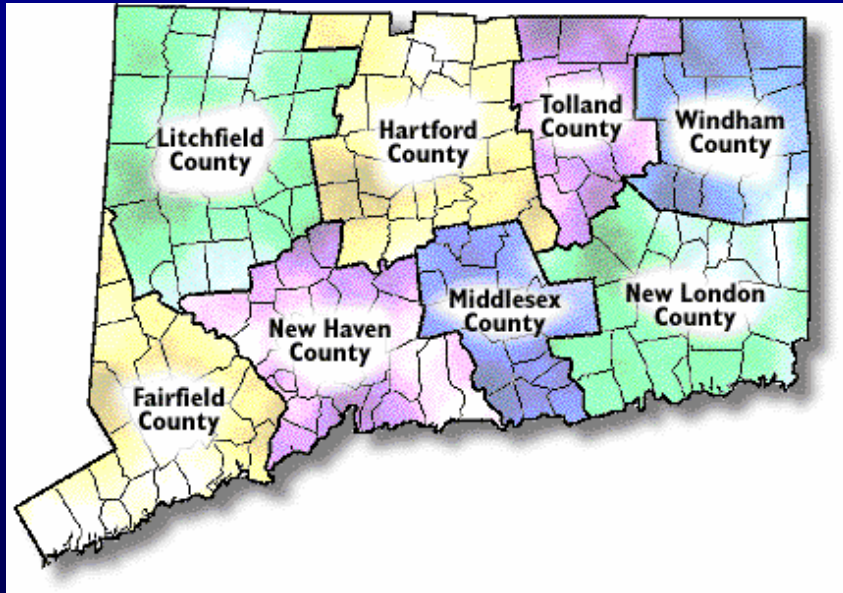 Litchfield
County
Hartford
County
Tolland
County
Windham
County
New Haven
County
Middlesex
County
New London
County
Fairfield
County